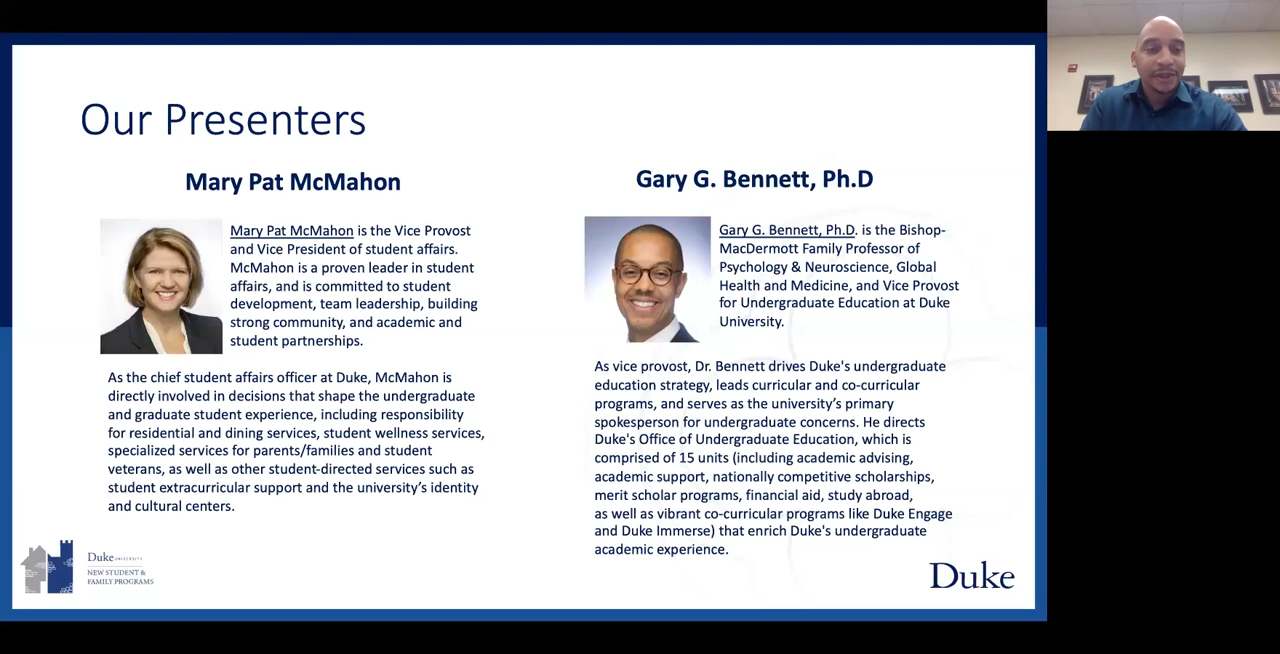 Our Presenters
Mary Pat McMahon
Mary Pat McMahon is the Vice Provost
and Vice President of student affairs.
McMahon is a proven leader in student
affairs, and is committed to student
development, team leadership, building
strong community, and academic and
student partnerships.
As the chief student affairs officer at Duke, McMahon is
directly involved in decisions that shape the undergraduate
and graduate student experience, including responsibility
for residential and dining services, student wellness services,
specialized services for parents/families and student
veterans, as well as other student-directed services such as
student extracurricular support and the university's identity
and cultural centers.
Gary G. Bennett, Ph.D
Gary G. Bennett, Ph.D. is the Bishop-
MacDermott Family Professor of
Psychology & Neuroscience, Global
Health and Medicine, and Vice Provost
for Undergraduate Education at Duke
University.
As vice provost, Dr. Bennett drives Duke's undergraduate
education strategy, leads curricular and co-curricular
programs, and serves as the university's primary
spokesperson for undergraduate concerns. He directs
Duke's Office of Undergraduate Education, which is
comprised of 15 units (including academic advising,
academic support, nationally competitive scholarships,
merit scholar programs, financial aid, study abroad,
as well as vibrant co-curricular programs like Duke Engage
and Duke Immerse) that enrich Duke's undergraduate
academic experience.
Duke UNIVERSITY
NEW STUDENT &
FAMILY PROGRAMS
Duke